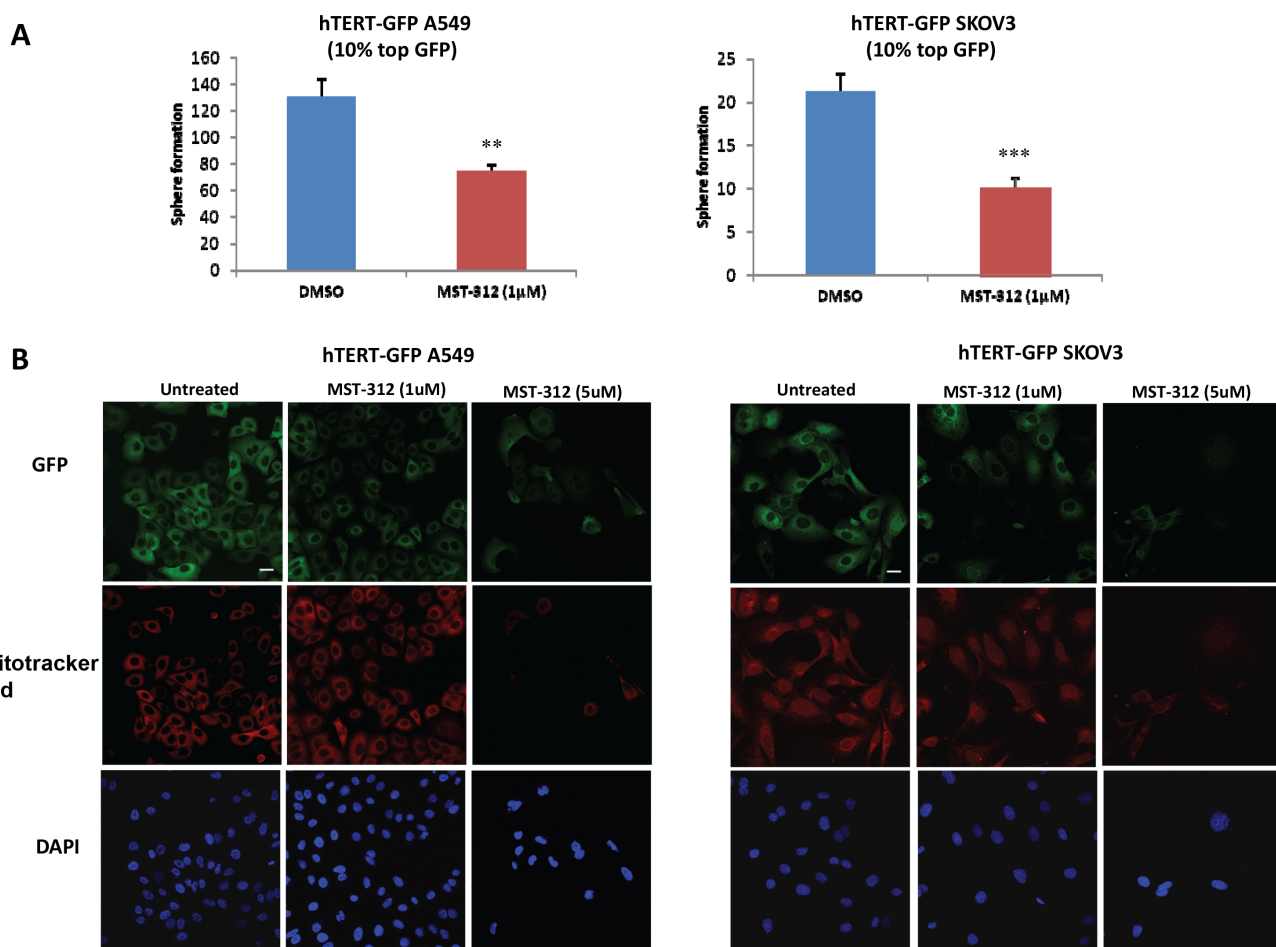 A
hTERT-GFP A549
(10% top GFP)
160
140
120
100
80
60
40
20
0
Sphere formation
**
DMSO
MST-312 (1μM)
hTERT-GFP SKOV3
(10% top GFP)
25
20
15
10
5
0
Sphere formation
***
DMSO
MST-312 (1μM)
B
hTERT-GFP A549
Untreated
MST-312 (1uM)
MST-312 (5uM)
hTERT-GFP SKOV3
Untreated
MST-312 (1uM)
MST-312 (5uM)
GFP
itotracker
d
DAPI